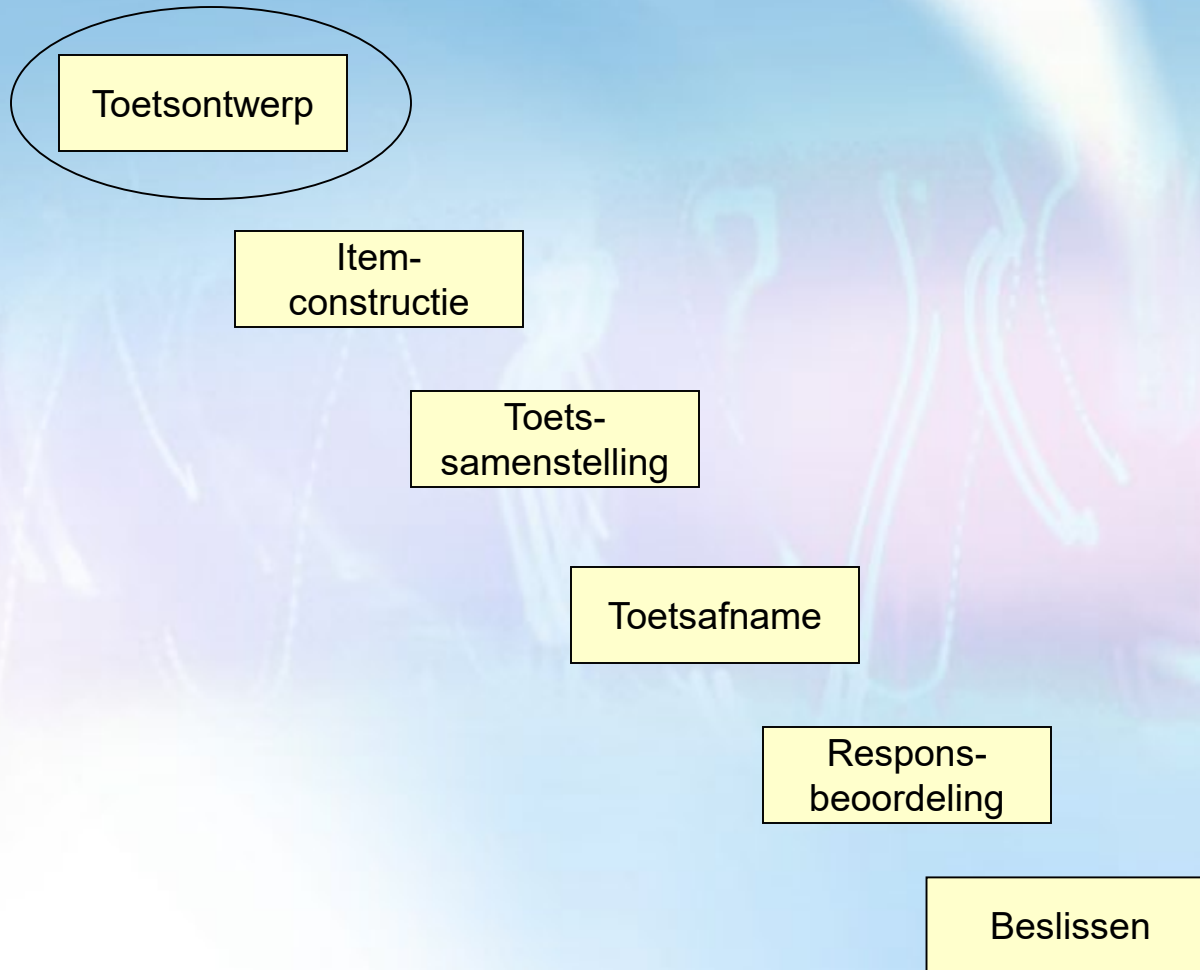 Toetsontwerp
Item-
constructie
Toets-
samenstelling
Toetsafname
Respons-
beoordeling
Beslissen